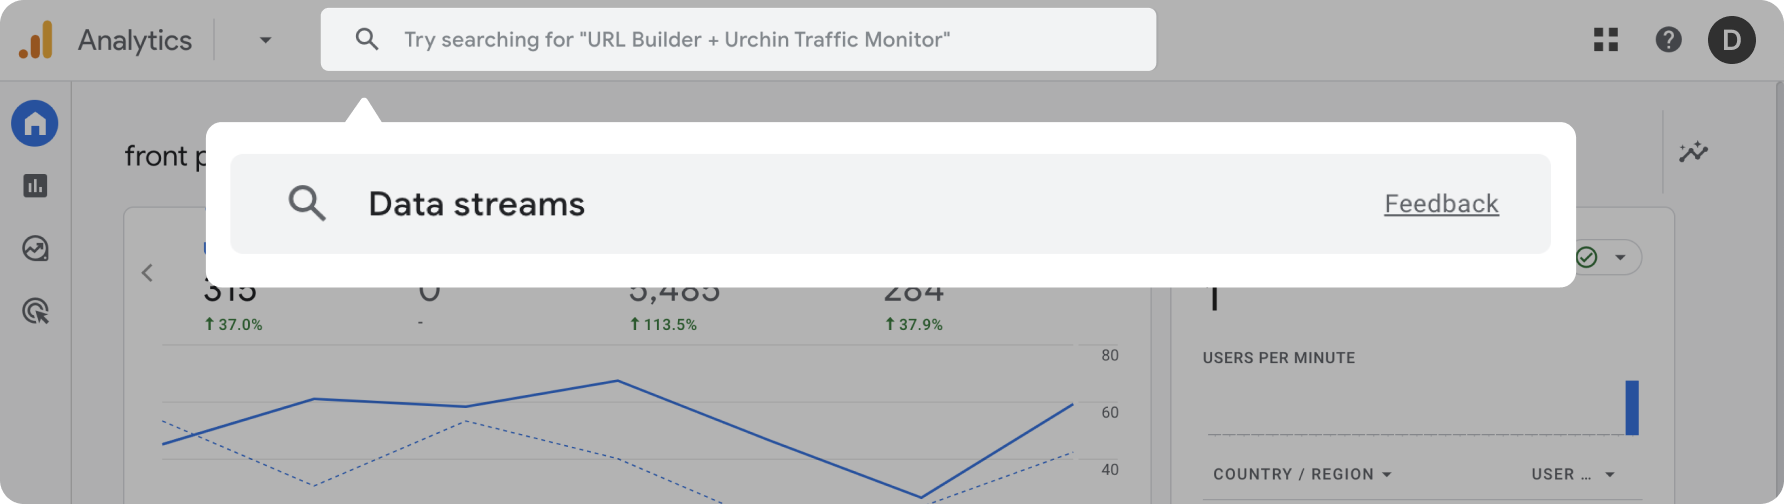 Analytics
Try searching for "URL Builder + Urchin Traffic Monitor"
D
front p
Data streams
Feedback
315
0
5,485
284
1
37.0%
-
113.5%
37.9%
80
60
40
USERS PER MINUTE
COUNTRY / REGION
USER ...